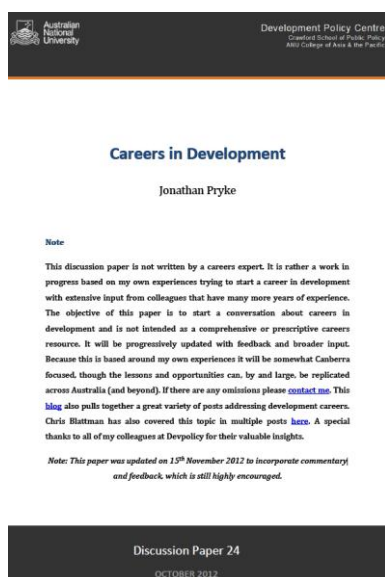 Australian
National
University
Development Policy Centre
Crawford School of Public Policy
ANU College of Asia & the Pacific
Careers in Development
Jonathan Pryke
Note
This discussion paper is not written by a careers expert. It is rather a work in
progress based on my own experiences trying to start a career in development
with extensive input from colleagues that have many more years of experience.
The objective of this paper is to start a conversation about careers in
development and is not intended as a comprehensive or prescriptive careers
resource. It will be progressively updated with feedback and broader input.
Because this is based around my own experiences it will be somewhat Canberra
focused, though the lessons and opportunities can, by and large, be replicated
across Australia (and beyond). If there are any omissions please contact me. This
blog also pulls together a great variety of posts addressing development careers.
Chris Blattman has also covered this topic in multiple posts here. A special
thanks to all of my colleagues at Devpolicy for their valuable insights.
Note: This paper was updated on 15th November 2012 to incorporate commentary
and feedback, which is still highly encouraged.
Discussion Paper 24
OCTOBER 2012